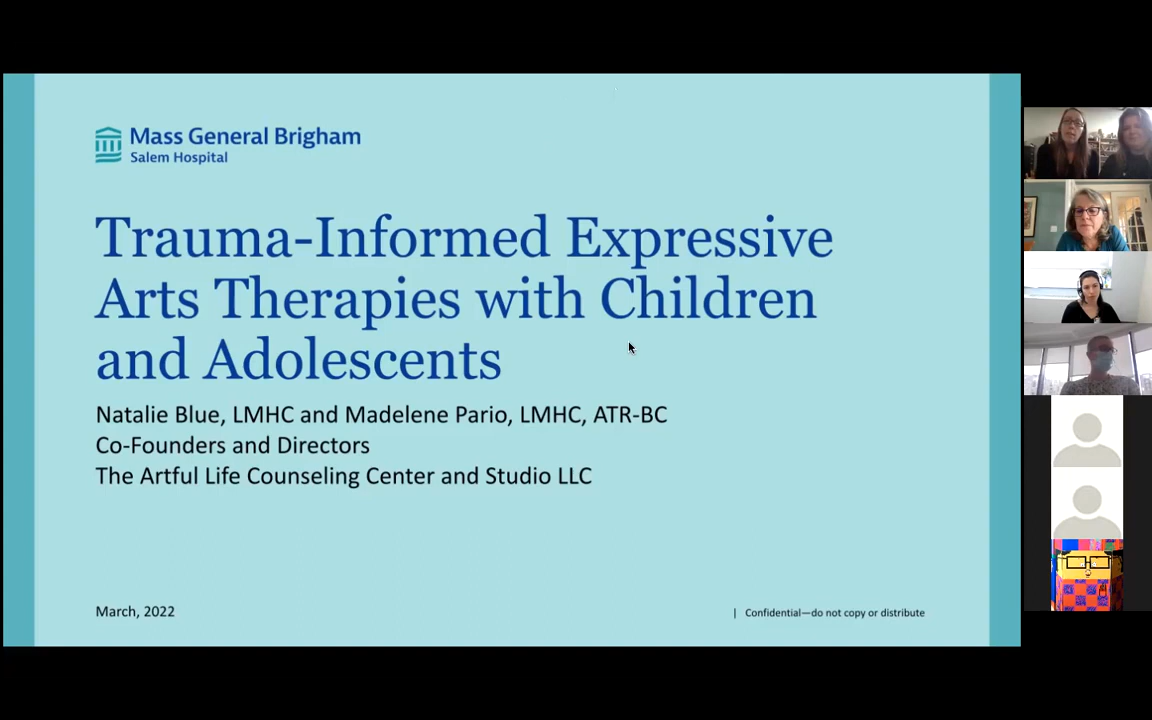 Mass General Brigham
Salem Hospital
Trauma-Informed Expressive
Arts Therapies with Children
and Adolescents
Natalie Blue, LMHC and Madelene Pario, LMHC, ATR-BC
Co-Founders and Directors
The Artful Life Counseling Center and Studio LLC
March, 2022
| Confidential—do not copy or distribute